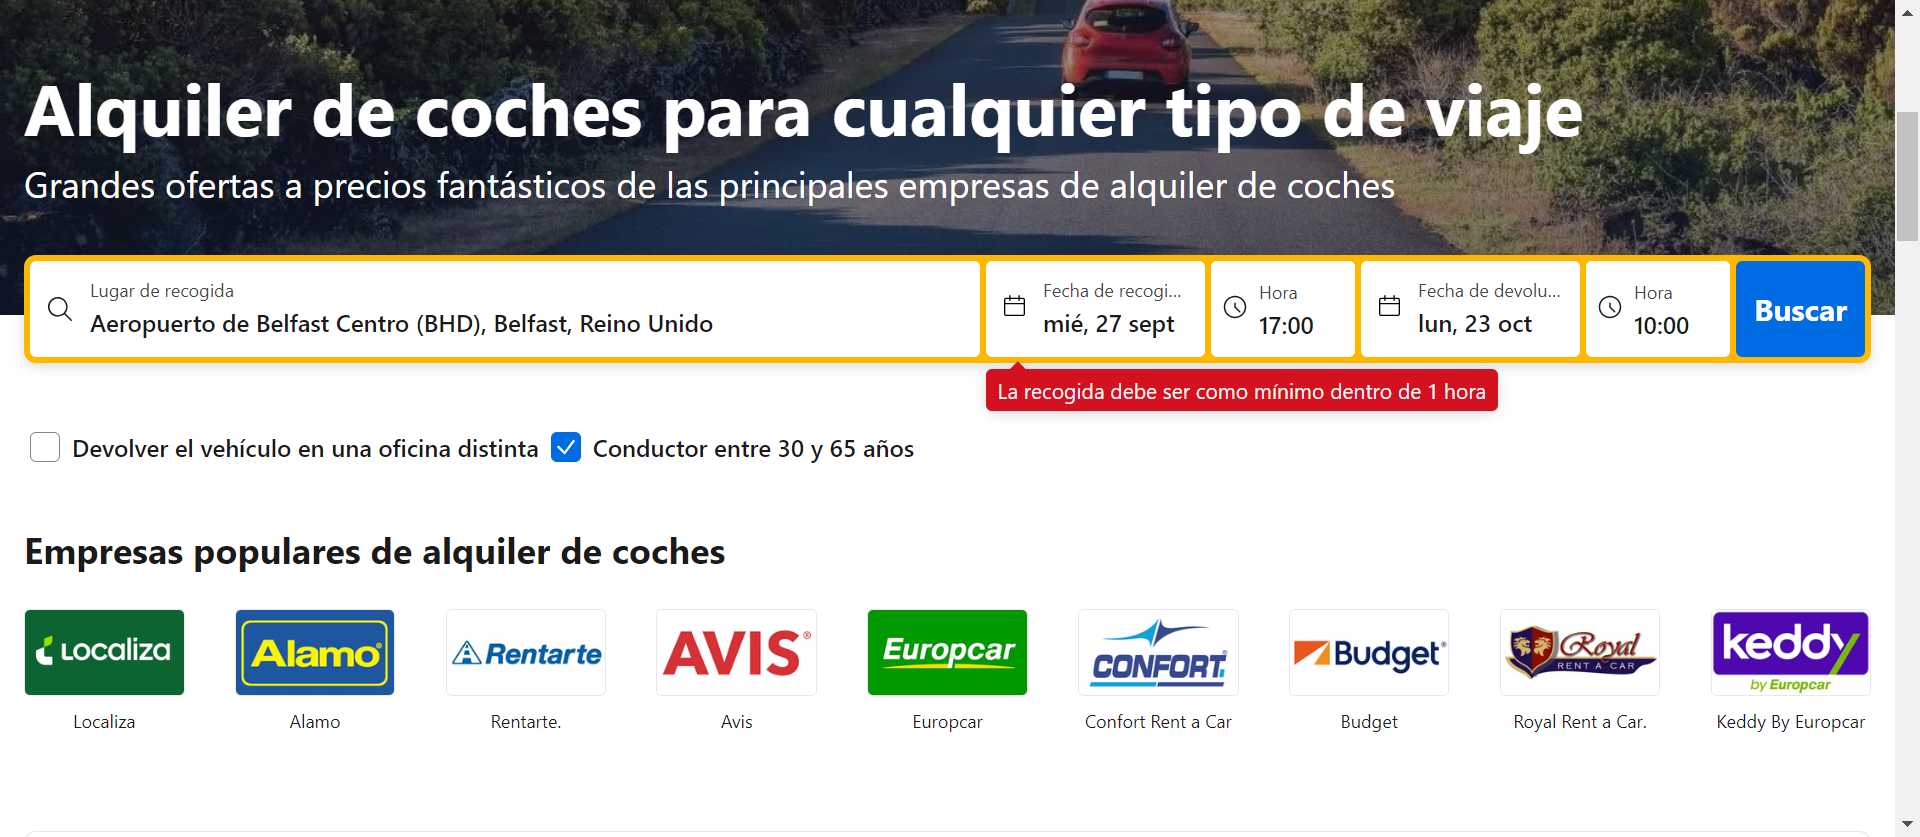 Alquiler de coches para cualquier tipo de viaje
Grandes ofertas a precios fantásticos de las principales empresas de alquiler de coches
Lugar de recogida
Aeropuerto de Belfast Centro (BHD), Belfast, Reino Unido
Fecha de recogi...
mié, 27 sept
Hora
17:00
Fecha de devolu...
lun, 23 oct
Hora
10:00
Buscar
La recogida debe ser como mínimo dentro de 1 hora
Devolver el vehículo en una oficina distinta
Conductor entre 30 y 65 años
Empresas populares de alquiler de coches
Localiza
Alamo
Rentarte
AVIS
Europcar
CONFORT
Budget
Royal
RENT A CAR
keddy
by Europcar
Localiza
Alamo
Rentarte.
Avis
Europcar
Confort Rent a Car
Budget
Royal Rent a Car.
Keddy By Europcar